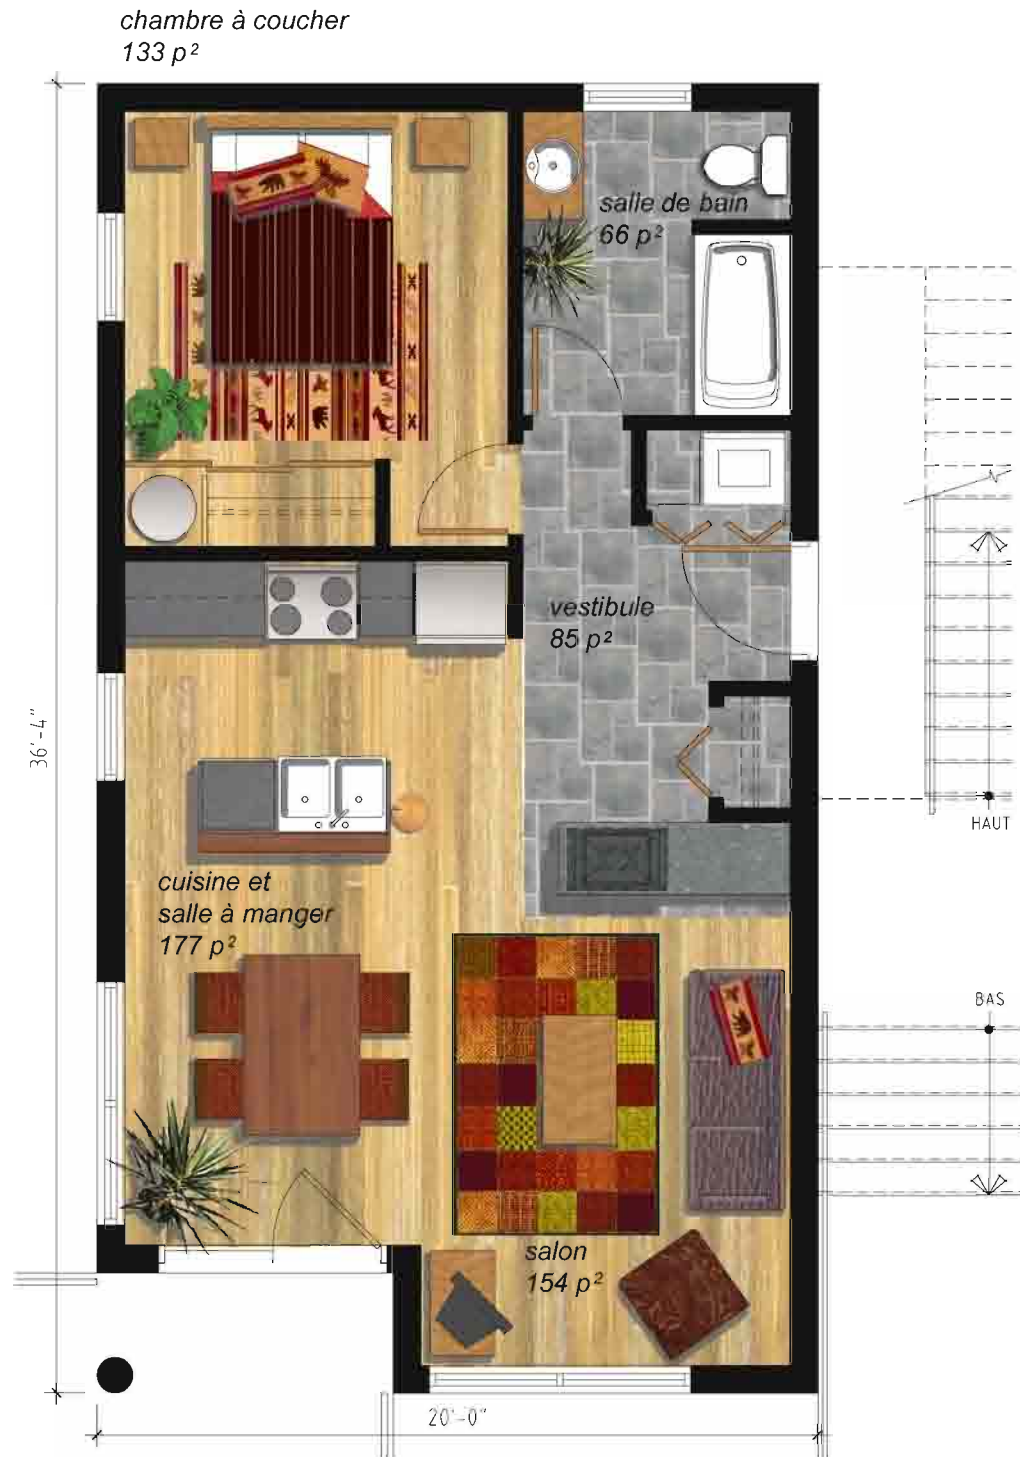 chambre à coucher
133 p²
salle de bain
66 p²
vestibule
85 p²
36'-4"
HAUT
cuisine et
salle à manger
177 p²
BAS
salon
154 p²
20'-0"